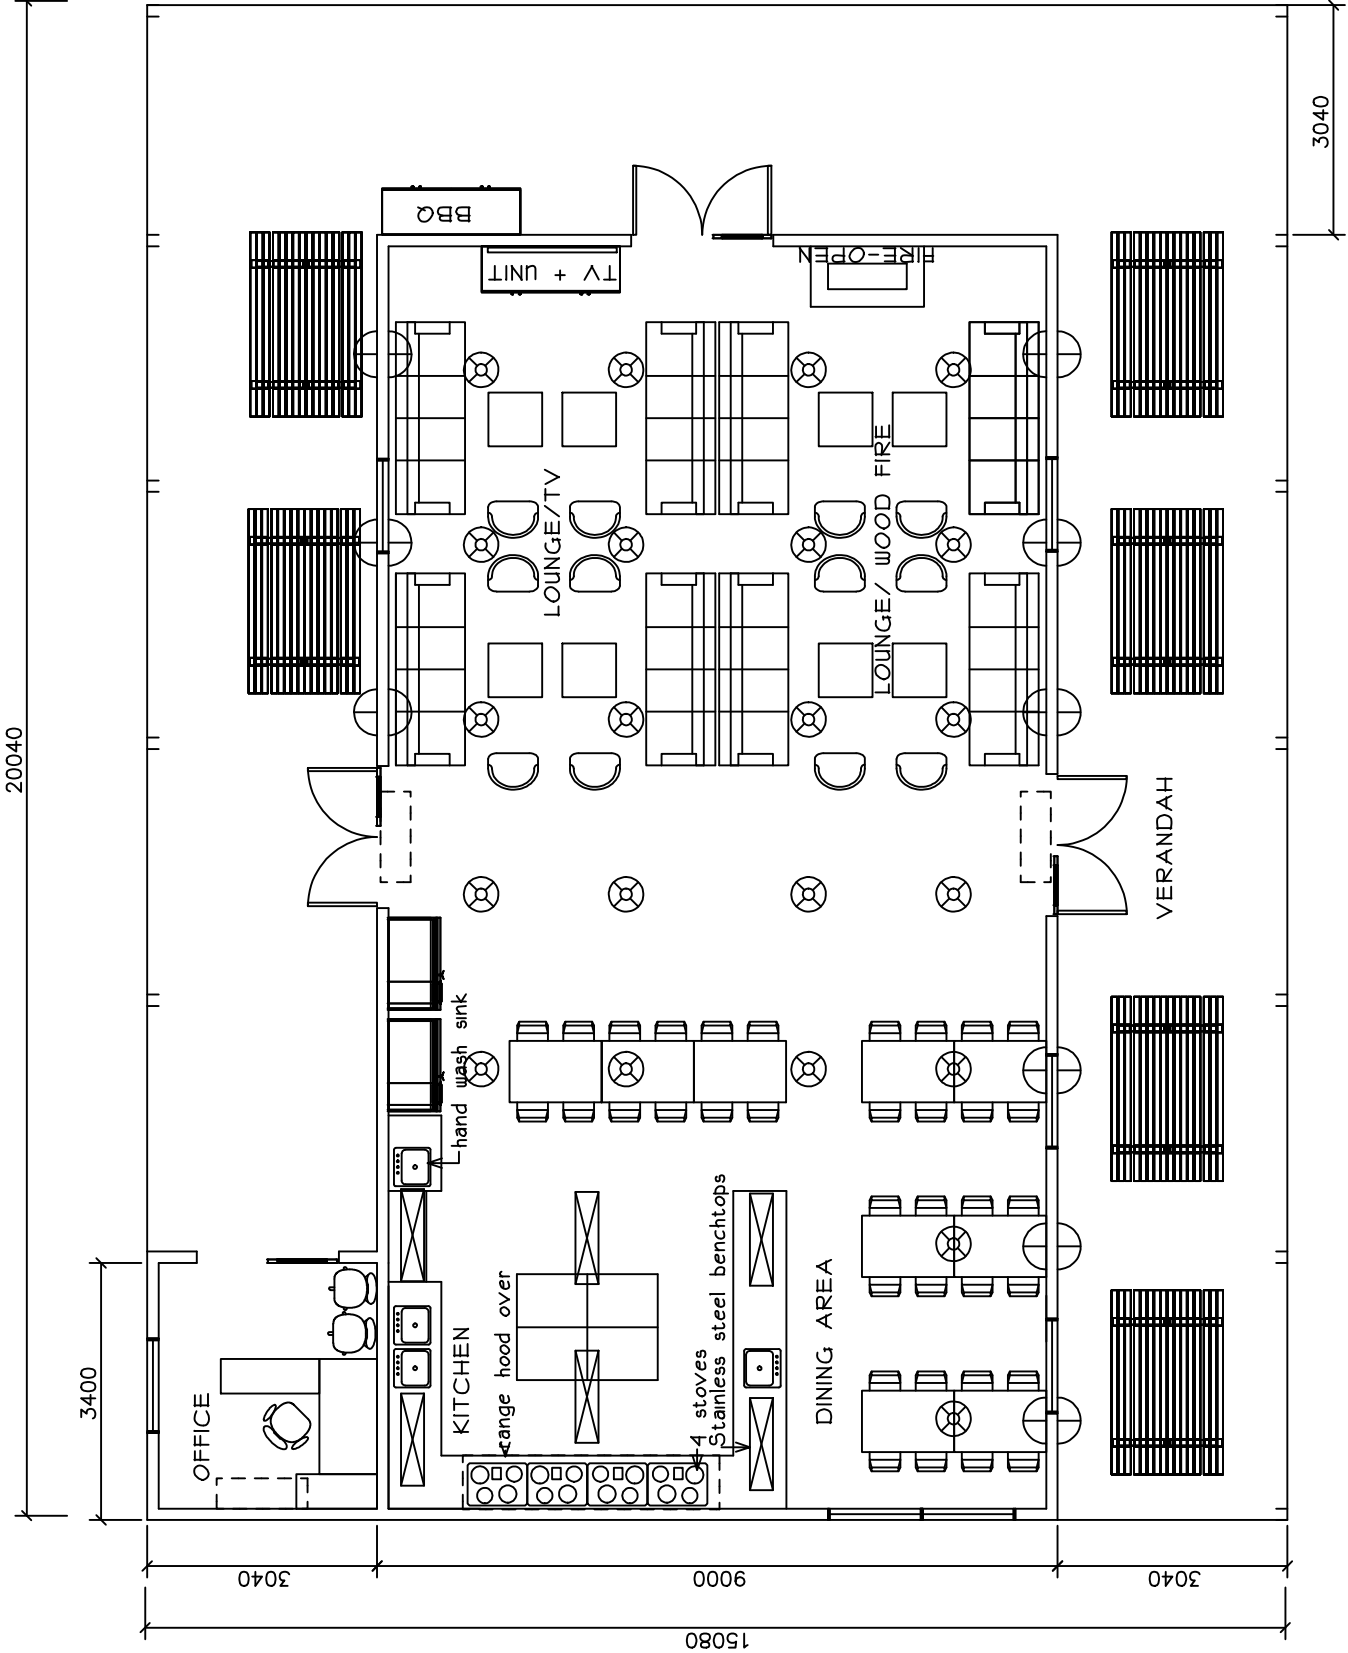 3040
BBQ
TV + UNIT
FIRE-OPEN
LOUNGE/TV
LOUNGE/ WOOD FIRE
20040
VERANDAH
hand wash sink
3400
OFFICE
KITCHEN
range hood over
4 stoves
Stainless steel benchtops
DINING AREA
3040
9000
3040
15080